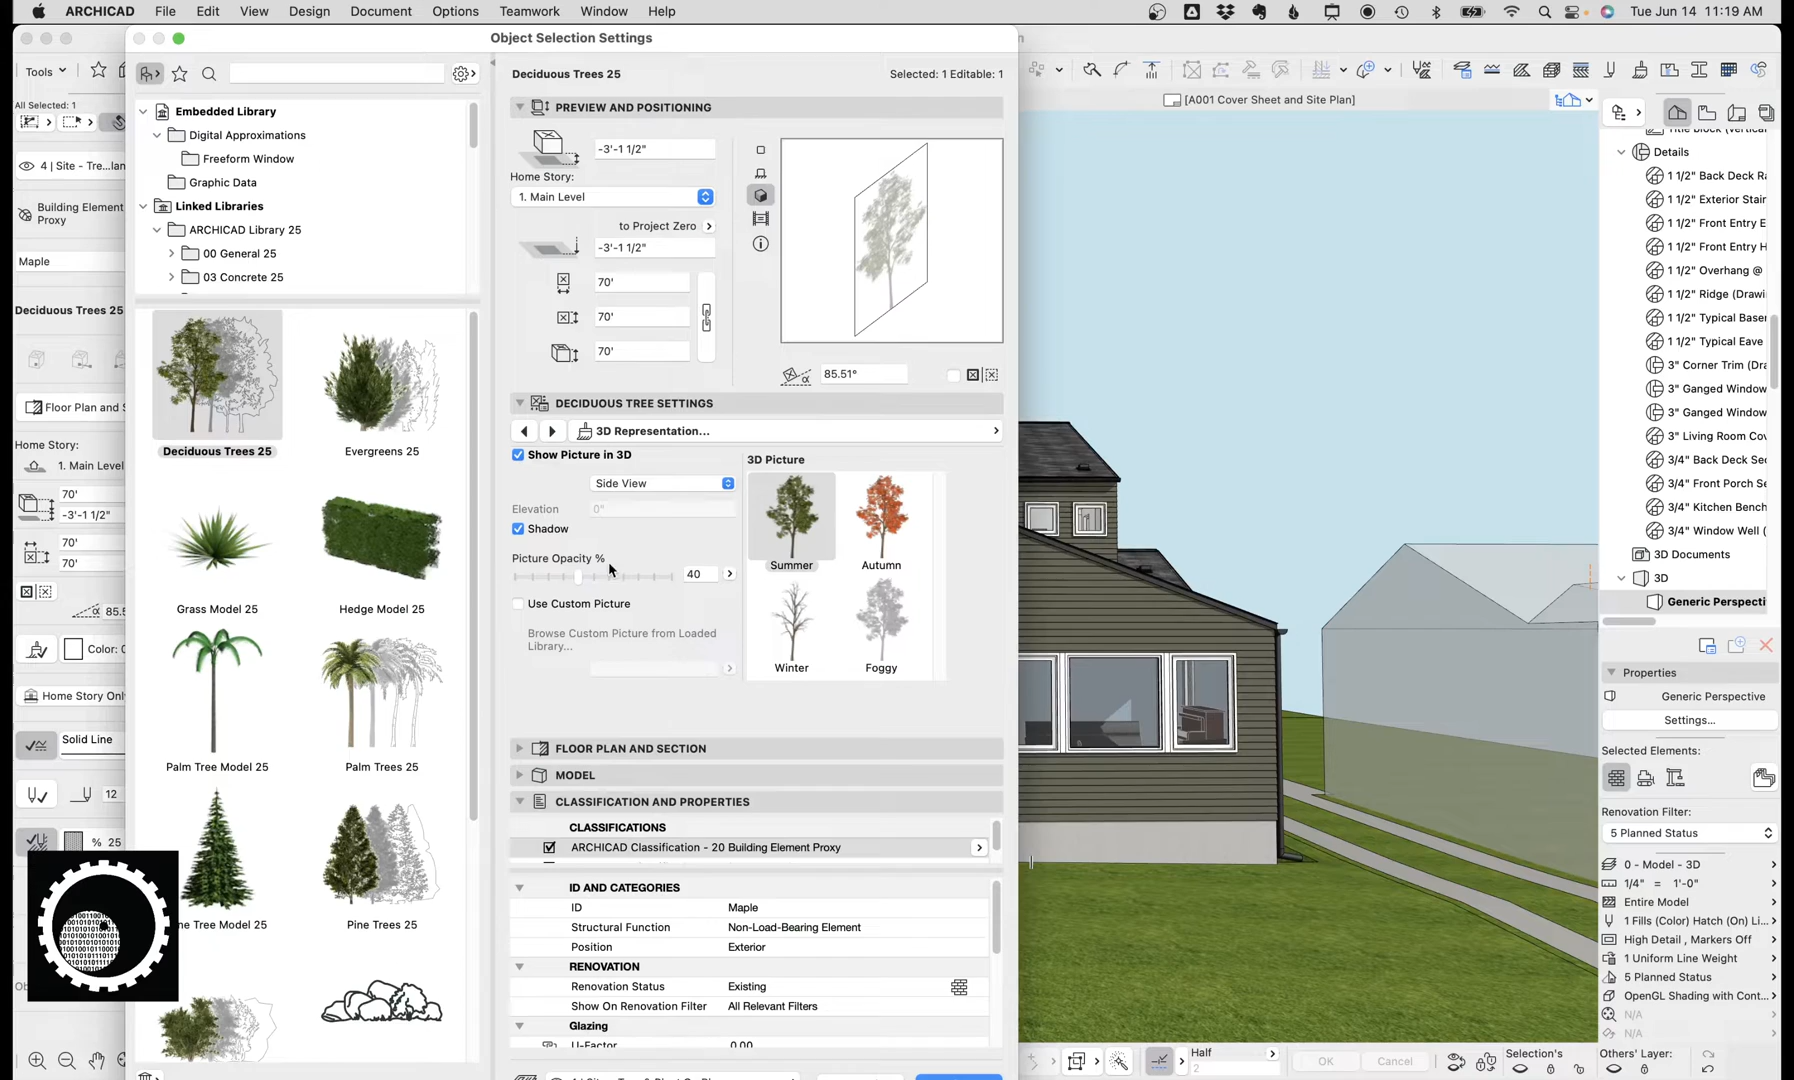 ARCHICAD File Edit View Design Document Options Teamwork Window Help
Tue Jun 14 11:19 AM
Object Selection Settings
Tools
All Selected: 1
4 | Site - Tre...lan
Building Element
Proxy
Maple
Deciduous Trees 25
Floor Plan and S
Home Story:
1. Main Level
70'
-3'-1 1/2"
70'
70'
85.5
Color: 0
Home Story Onl
Solid Line
12
% 25
Embedded Library
Digital Approximations
Freeform Window
Graphic Data
Linked Libraries
ARCHICAD Library 25
00 General 25
03 Concrete 25
Deciduous Trees 25
Evergreens 25
Grass Model 25
Hedge Model 25
Palm Tree Model 25
Palm Trees 25
ne Tree Model 25
Pine Trees 25
Deciduous Trees 25
Selected: 1 Editable: 1
PREVIEW AND POSITIONING
-3'-1 1/2"
Home Story:
1. Main Level
to Project Zero
-3'-1 1/2"
70'
70'
70'
85.51°
DECIDUOUS TREE SETTINGS
3D Representation...
Show Picture in 3D
Side View
Elevation 0"
Shadow
Picture Opacity %
40
Use Custom Picture
Browse Custom Picture from Loaded
Library...
3D Picture
Summer
Autumn
Winter
Foggy
FLOOR PLAN AND SECTION
MODEL
CLASSIFICATION AND PROPERTIES
CLASSIFICATIONS
ARCHICAD Classification - 20 Building Element Proxy
ID AND CATEGORIES
ID Maple
Structural Function Non-Load-Bearing Element
Position Exterior
RENOVATION
Renovation Status Existing
Show On Renovation Filter All Relevant Filters
Glazing
U-Factor 0.00
[A001 Cover Sheet and Site Plan]
Title Block (Vertical
Details
1 1/2" Back Deck Ra
1 1/2" Exterior Stair
1 1/2" Front Entry E
1 1/2" Front Entry H
1 1/2" Overhang @
1 1/2" Ridge (Drawi
1 1/2" Typical Base
1 1/2" Typical Eave
3" Corner Trim (Dra
3" Ganged Window
3" Ganged Window
3" Living Room Cov
3/4" Back Deck Sec
3/4" Front Porch Se
3/4" Kitchen Bench
3/4" Window Well (
3D Documents
3D
Generic Perspecti
Properties
Generic Perspective
Settings...
Selected Elements:
Renovation Filter:
5 Planned Status
0 - Model - 3D
1/4" = 1'-0"
Entire Model
1 Fills (Color) Hatch (On) Li...
High Detail , Markers Off
1 Uniform Line Weight
5 Planned Status
OpenGL Shading with Cont...
N/A
N/A
Half
2
OK
Cancel
Selection's
Others' Layer: